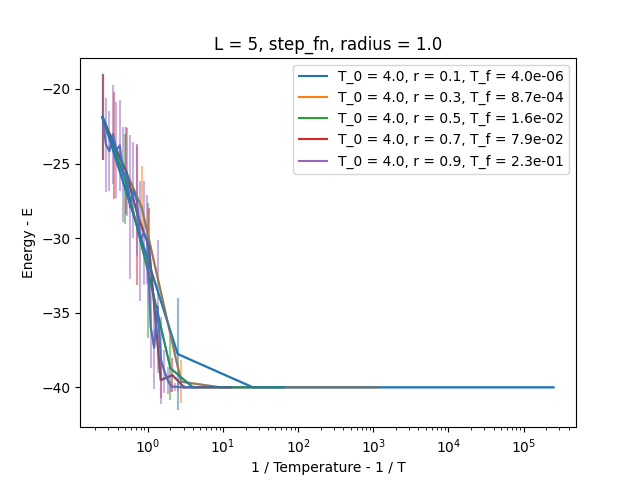 L = 5, step_fn, radius = 1.0
T_0 = 4.0, r = 0.1, T_f = 4.0e-06
T_0 = 4.0, r = 0.3, T_f = 8.7e-04
T_0 = 4.0, r = 0.5, T_f = 1.6e-02
T_0 = 4.0, r = 0.7, T_f = 7.9e-02
T_0 = 4.0, r = 0.9, T_f = 2.3e-01
Energy - E
−20
−25
−30
−35
−40
10⁰ 10¹ 10² 10³ 10⁴ 10⁵
1 / Temperature - 1 / T